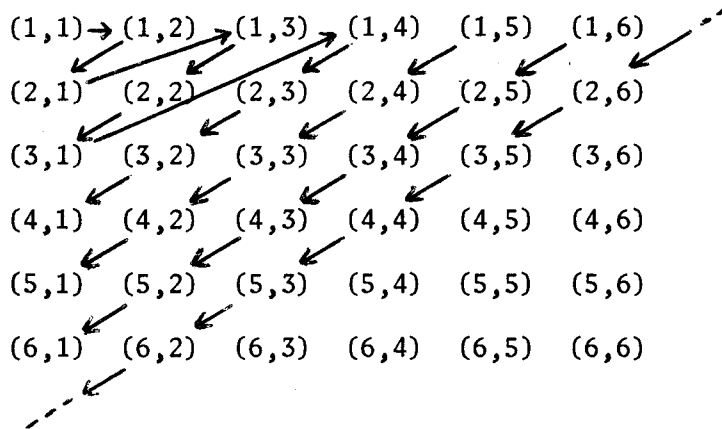 (1,1) (1,2) (1,3) (1,4) (1,5) (1,6)
(2,1) (2,2) (2,3) (2,4) (2,5) (2,6)
(3,1) (3,2) (3,3) (3,4) (3,5) (3,6)
(4,1) (4,2) (4,3) (4,4) (4,5) (4,6)
(5,1) (5,2) (5,3) (5,4) (5,5) (5,6)
(6,1) (6,2) (6,3) (6,4) (6,5) (6,6)